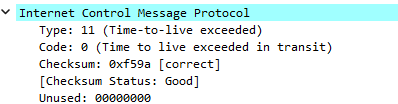 Internet Control Message Protocol
Type: 11 (Time-to-live exceeded)
Code: 0 (Time to live exceeded in transit)
Checksum: 0xf59a [correct]
[Checksum Status: Good]
Unused: 00000000